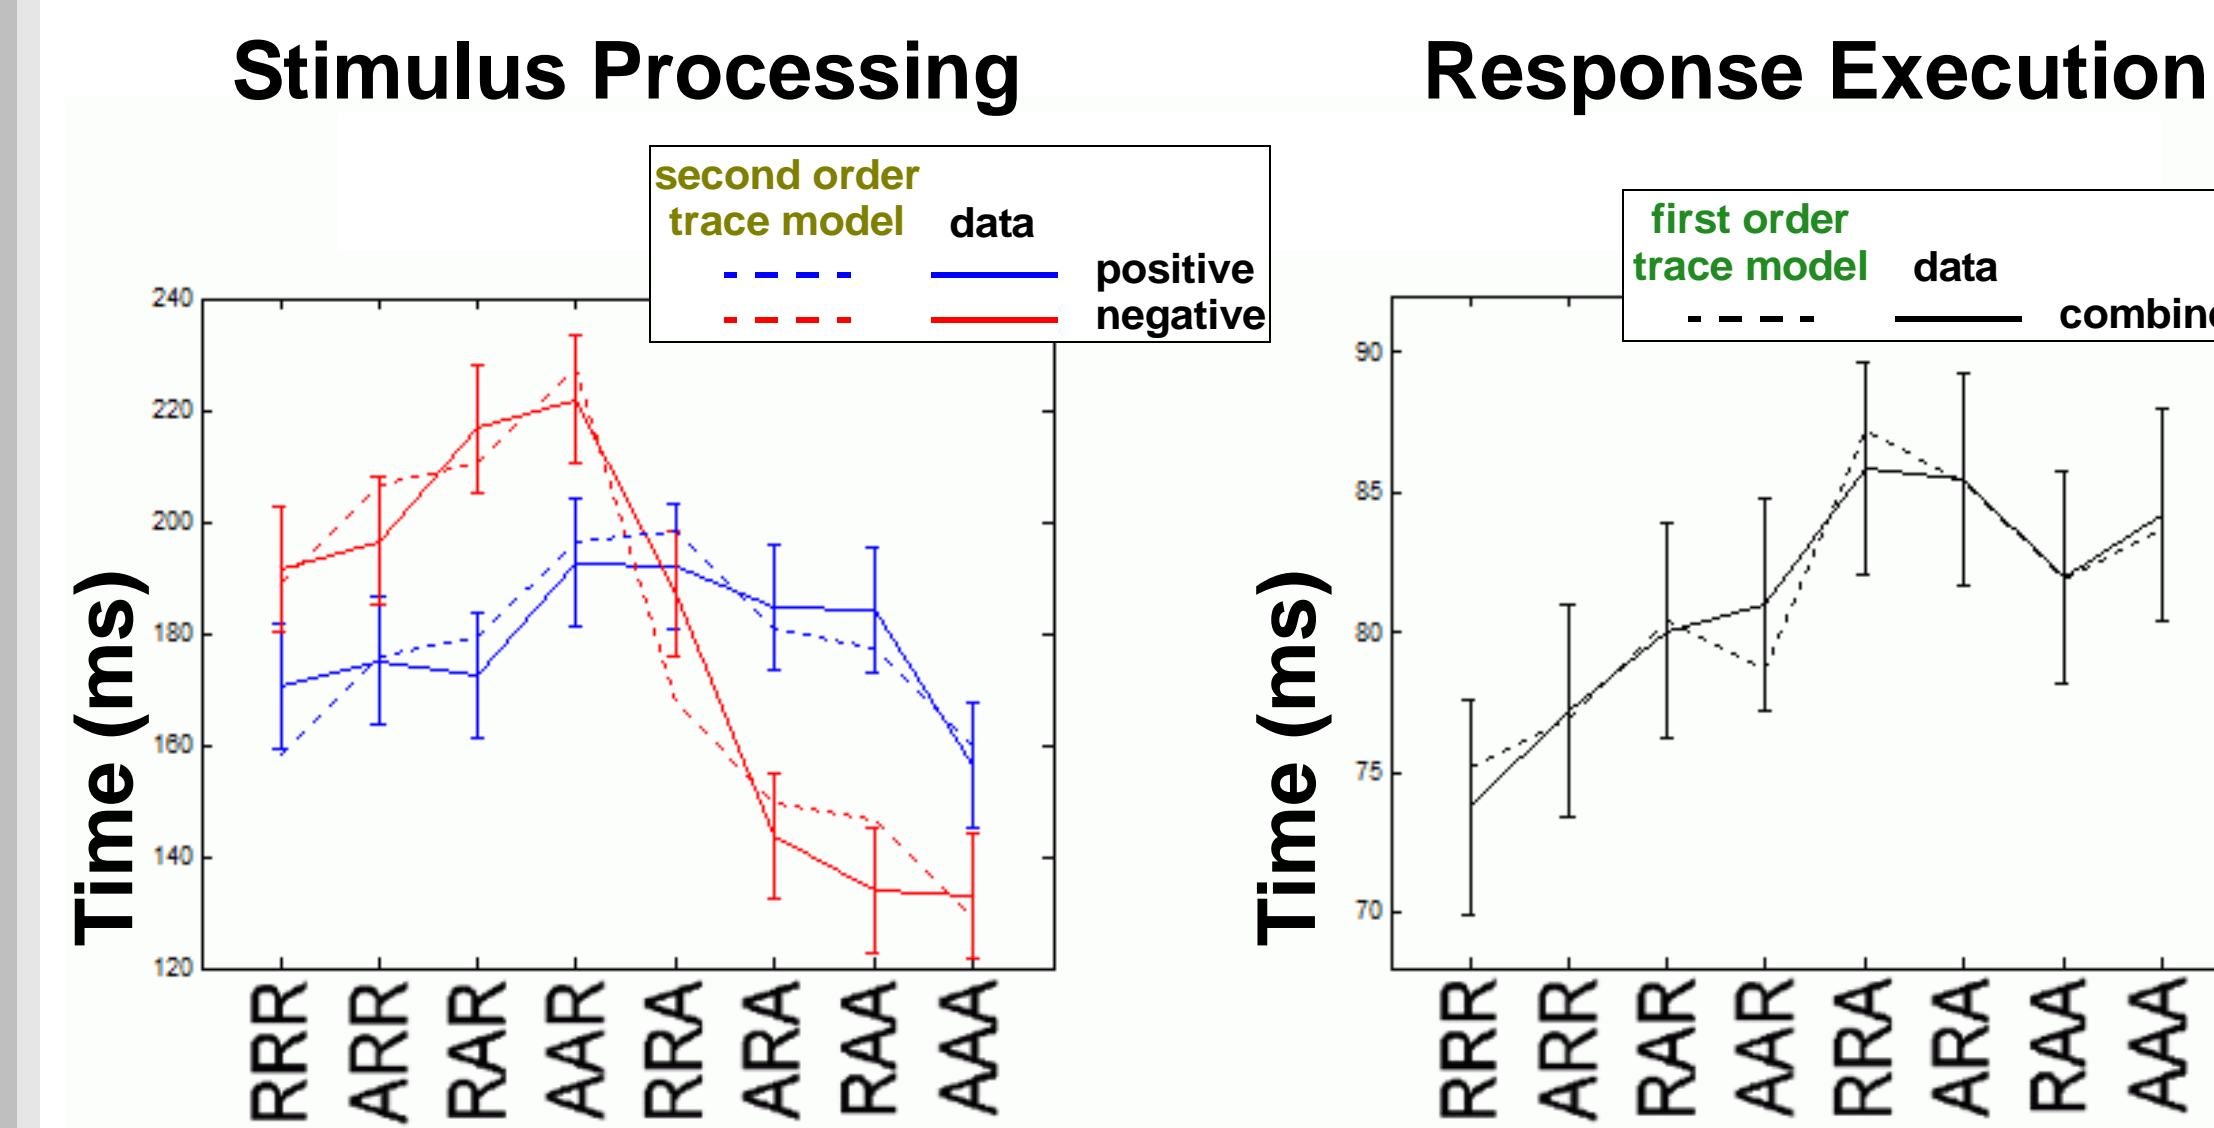 Stimulus Processing
second order
trace model data
positive
negative
240
220
200
180
160
140
120
Time (ms)
RRR ARR RAR AAR RRA ARA RAA AAA
Response Execution
first order
trace model data
combin
90
85
80
75
70
Time (ms)
RRR ARR RAR AAR RRA ARA RAA AAA